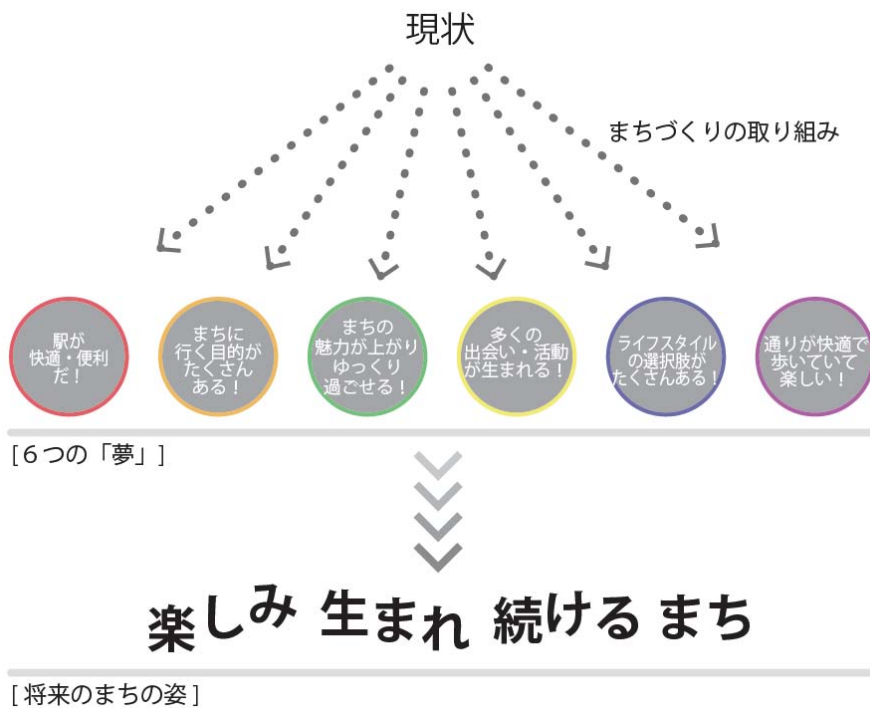 現状
まちづくりの取り組み
駅が
快適・便利
だ！
まちに
行く目的が
たくさん
ある！
まちの
魅力が上がり
ゆっくり
過ごせる！
多くの
出会い・活動
が生まれる！
ライフスタイル
の選択肢が
たくさんある！
通りが快適で
歩いていて
楽しい！
[６つの「夢」]
楽しみ 生まれ 続ける まち
[ 将来のまちの姿 ]